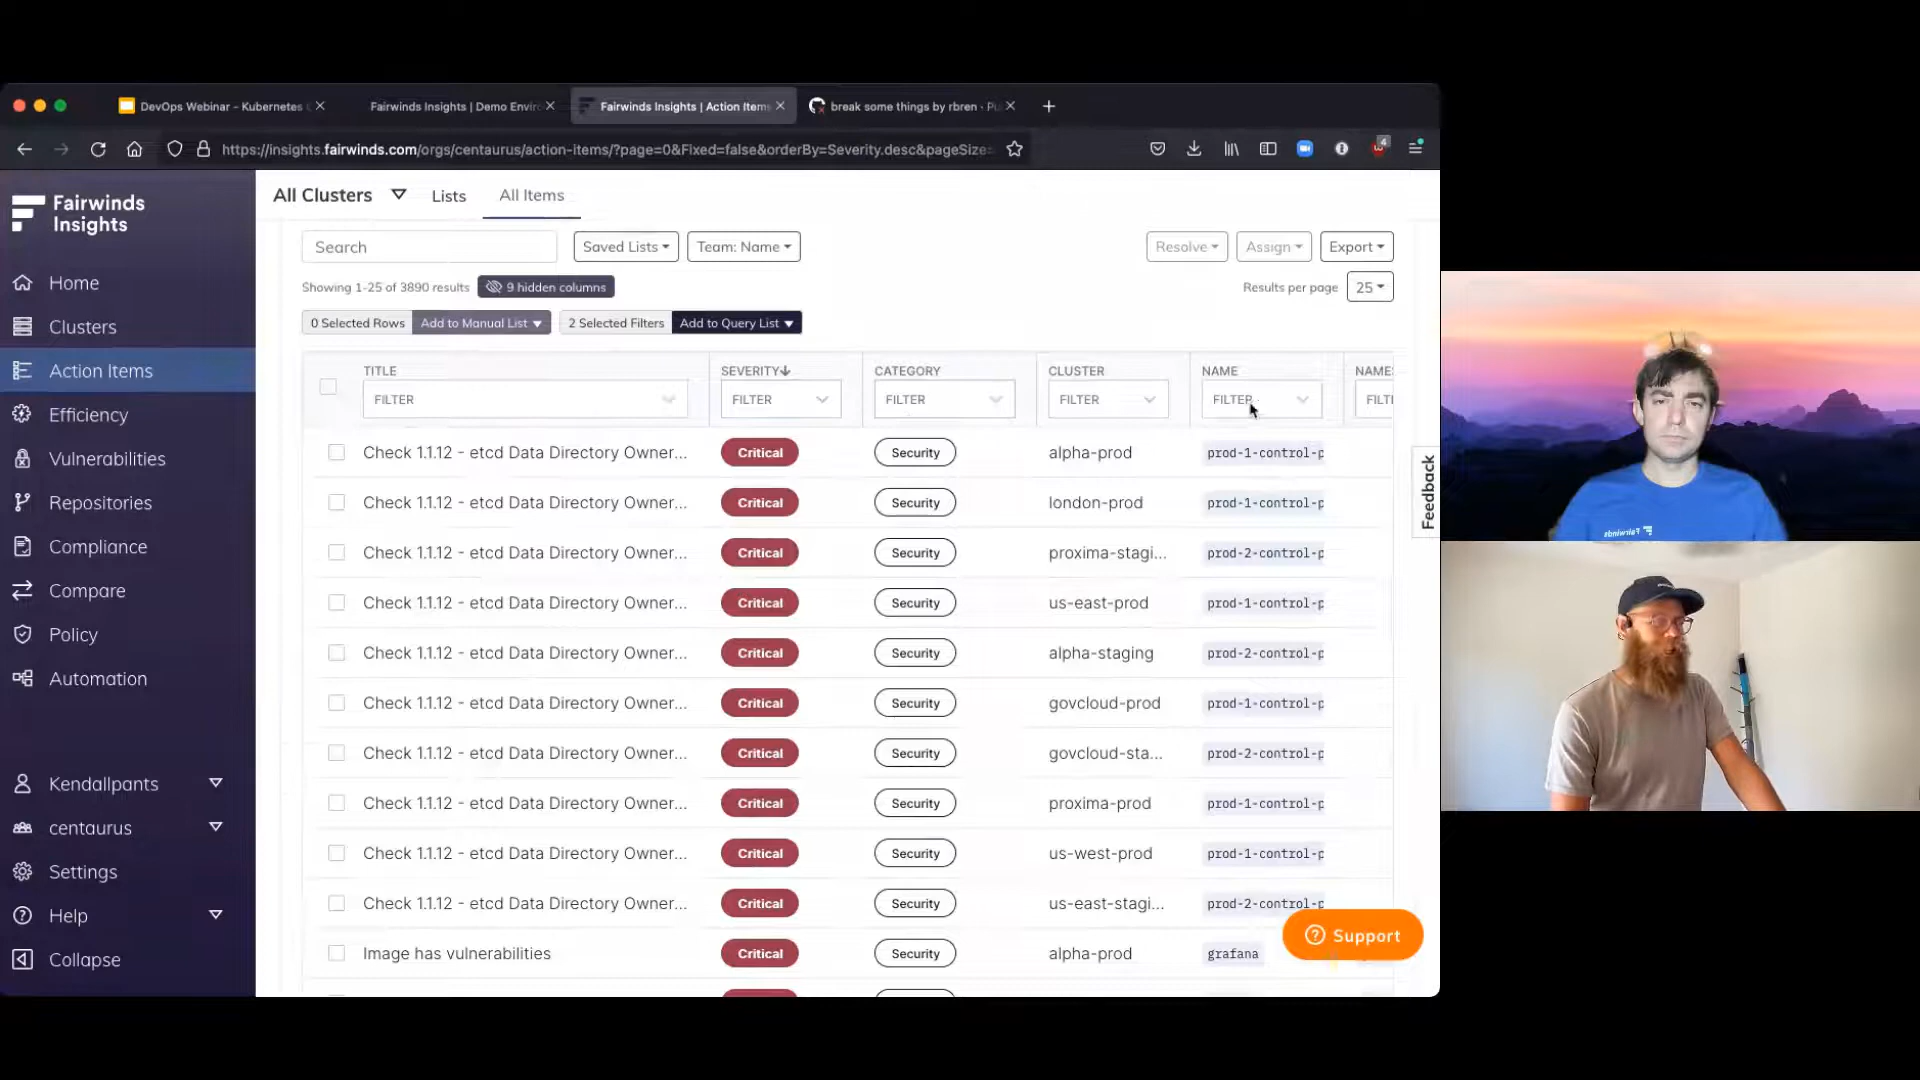 DevOps Webinar - Kubernetes
Fairwinds Insights | Demo Enviro
Fairwinds Insights | Action Items
break some things by rbren · Pu
https://insights.fairwinds.com/orgs/centaurus/action-items/?page=0&Fixed=false&orderBy=Severity.desc&pageSize=
4
Fairwinds
Insights
Home
Clusters
Action Items
Efficiency
Vulnerabilities
Repositories
Compliance
Compare
Policy
Automation
Kendallpants
centaurus
Settings
Help
Collapse
All Clusters
Lists
All Items
Search
Saved Lists
Team: Name
Resolve
Assign
Export
Showing 1-25 of 3890 results
9 hidden columns
Results per page
25
0 Selected Rows
Add to Manual List
2 Selected Filters
Add to Query List
TITLE SEVERITY CATEGORY CLUSTER NAME NAMES
FILTER FILTER FILTER FILTER FILTER FILT
Check 1.1.12 - etcd Data Directory Owner... Critical Security alpha-prod prod-1-control-p
Check 1.1.12 - etcd Data Directory Owner... Critical Security london-prod prod-1-control-p
Check 1.1.12 - etcd Data Directory Owner... Critical Security proxima-stagi... prod-2-control-p
Check 1.1.12 - etcd Data Directory Owner... Critical Security us-east-prod prod-1-control-p
Check 1.1.12 - etcd Data Directory Owner... Critical Security alpha-staging prod-2-control-p
Check 1.1.12 - etcd Data Directory Owner... Critical Security govcloud-prod prod-1-control-p
Check 1.1.12 - etcd Data Directory Owner... Critical Security govcloud-sta... prod-2-control-p
Check 1.1.12 - etcd Data Directory Owner... Critical Security proxima-prod prod-1-control-p
Check 1.1.12 - etcd Data Directory Owner... Critical Security us-west-prod prod-1-control-p
Check 1.1.12 - etcd Data Directory Owner... Critical Security us-east-stagi... prod-2-control-p
Image has vulnerabilities Critical Security alpha-prod grafana
Feedback
Support
Fairwinds